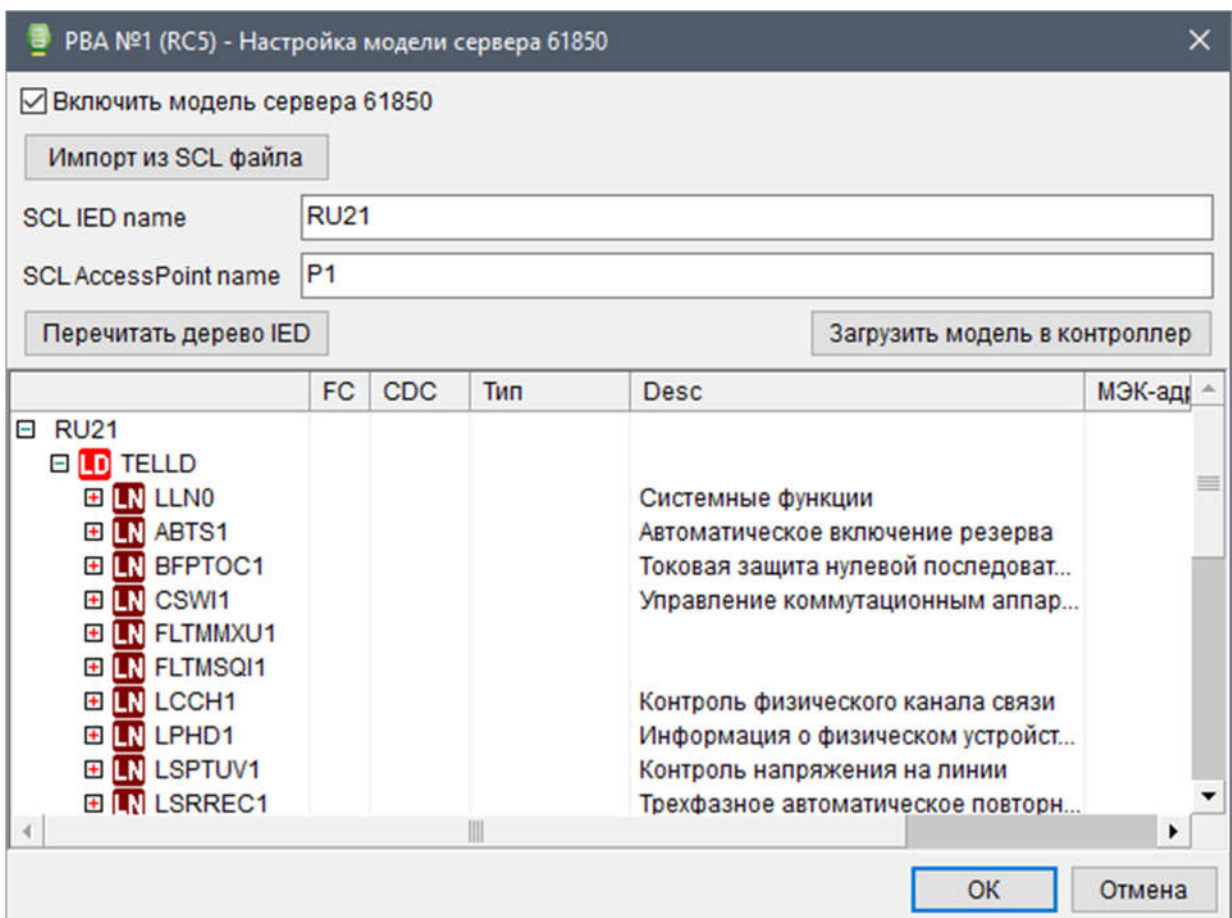 РВА №1 (RC5) - Настройка модели сервера 61850
Включить модель сервера 61850
Импорт из SCL файла
SCL IED name RU21
SCL AccessPoint name P1
Перечитать дерево IED Загрузить модель в контроллер
FC CDC Тип Desc МЭК-адр
RU21
LD TELLD
LN LLN0 Системные функции
LN ABTS1 Автоматическое включение резерва
LN BFPTOC1 Токовая защита нулевой последоват...
LN CSWI1 Управление коммутационным аппар...
LN FLTMMXU1
LN FLTMSQI1
LN LCCH1 Контроль физического канала связи
LN LPHD1 Информация о физическом устройст...
LN LSPTUV1 Контроль напряжения на линии
LN LSRREC1 Трехфазное автоматическое повторн...
ОК Отмена